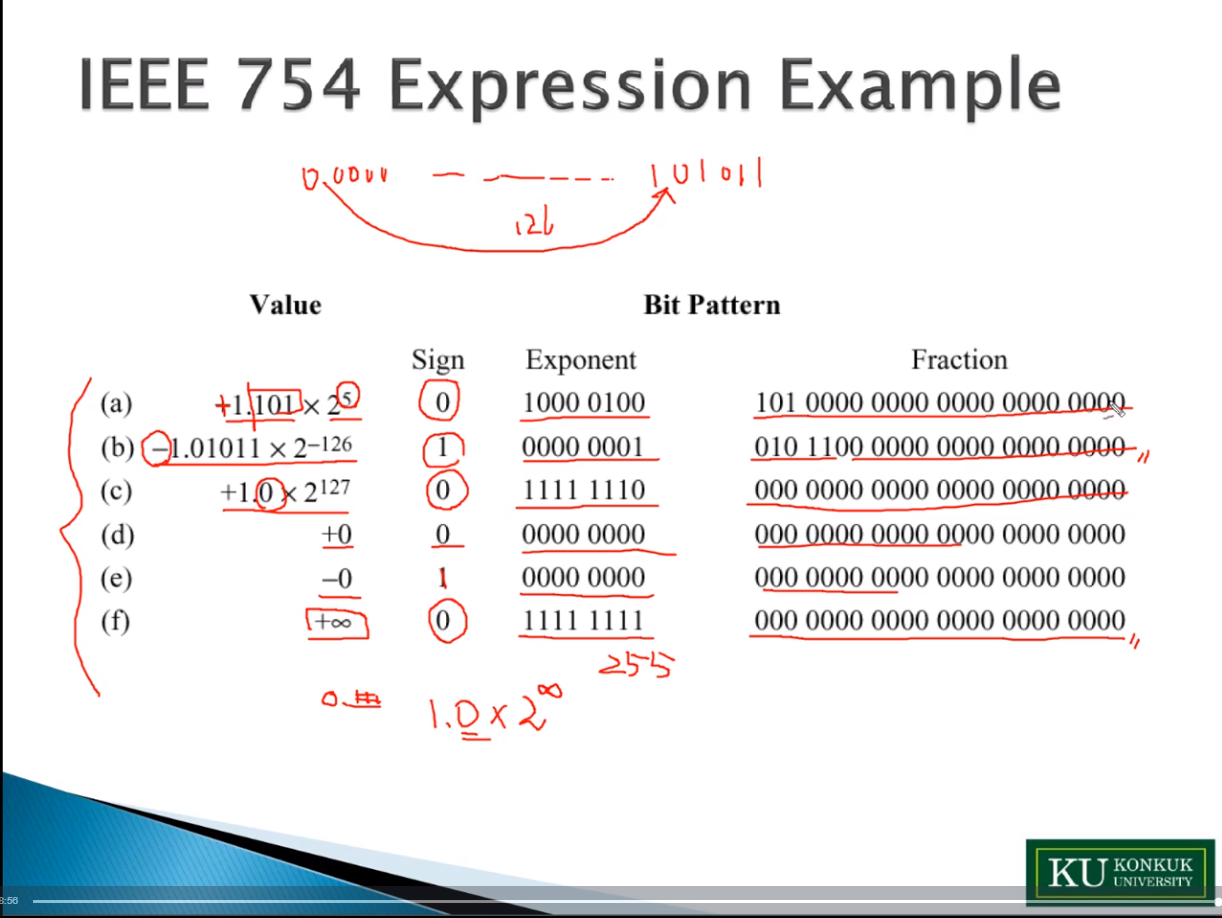 IEEE 754 Expression Example
0.0000 — — — - - - . 101011
126
Value Bit Pattern
Sign Exponent Fraction
(a) +1.101 × 2⁵ 0 1000 0100 101 0000 0000 0000 0000 0000
(b) −1.01011 × 2⁻¹²⁶ 1 0000 0001 010 1100 0000 0000 0000 0000
(c) +1.0 × 2¹²⁷ 0 1111 1110 000 0000 0000 0000 0000 0000
(d) +0 0 0000 0000 000 0000 0000 0000 0000 0000
(e) −0 1 0000 0000 000 0000 0000 0000 0000 0000
(f) +∞ 0 1111 1111 000 0000 0000 0000 0000 0000
255
0. 1.0 × 2^∞
KU KONKUK
UNIVERSITY
:56